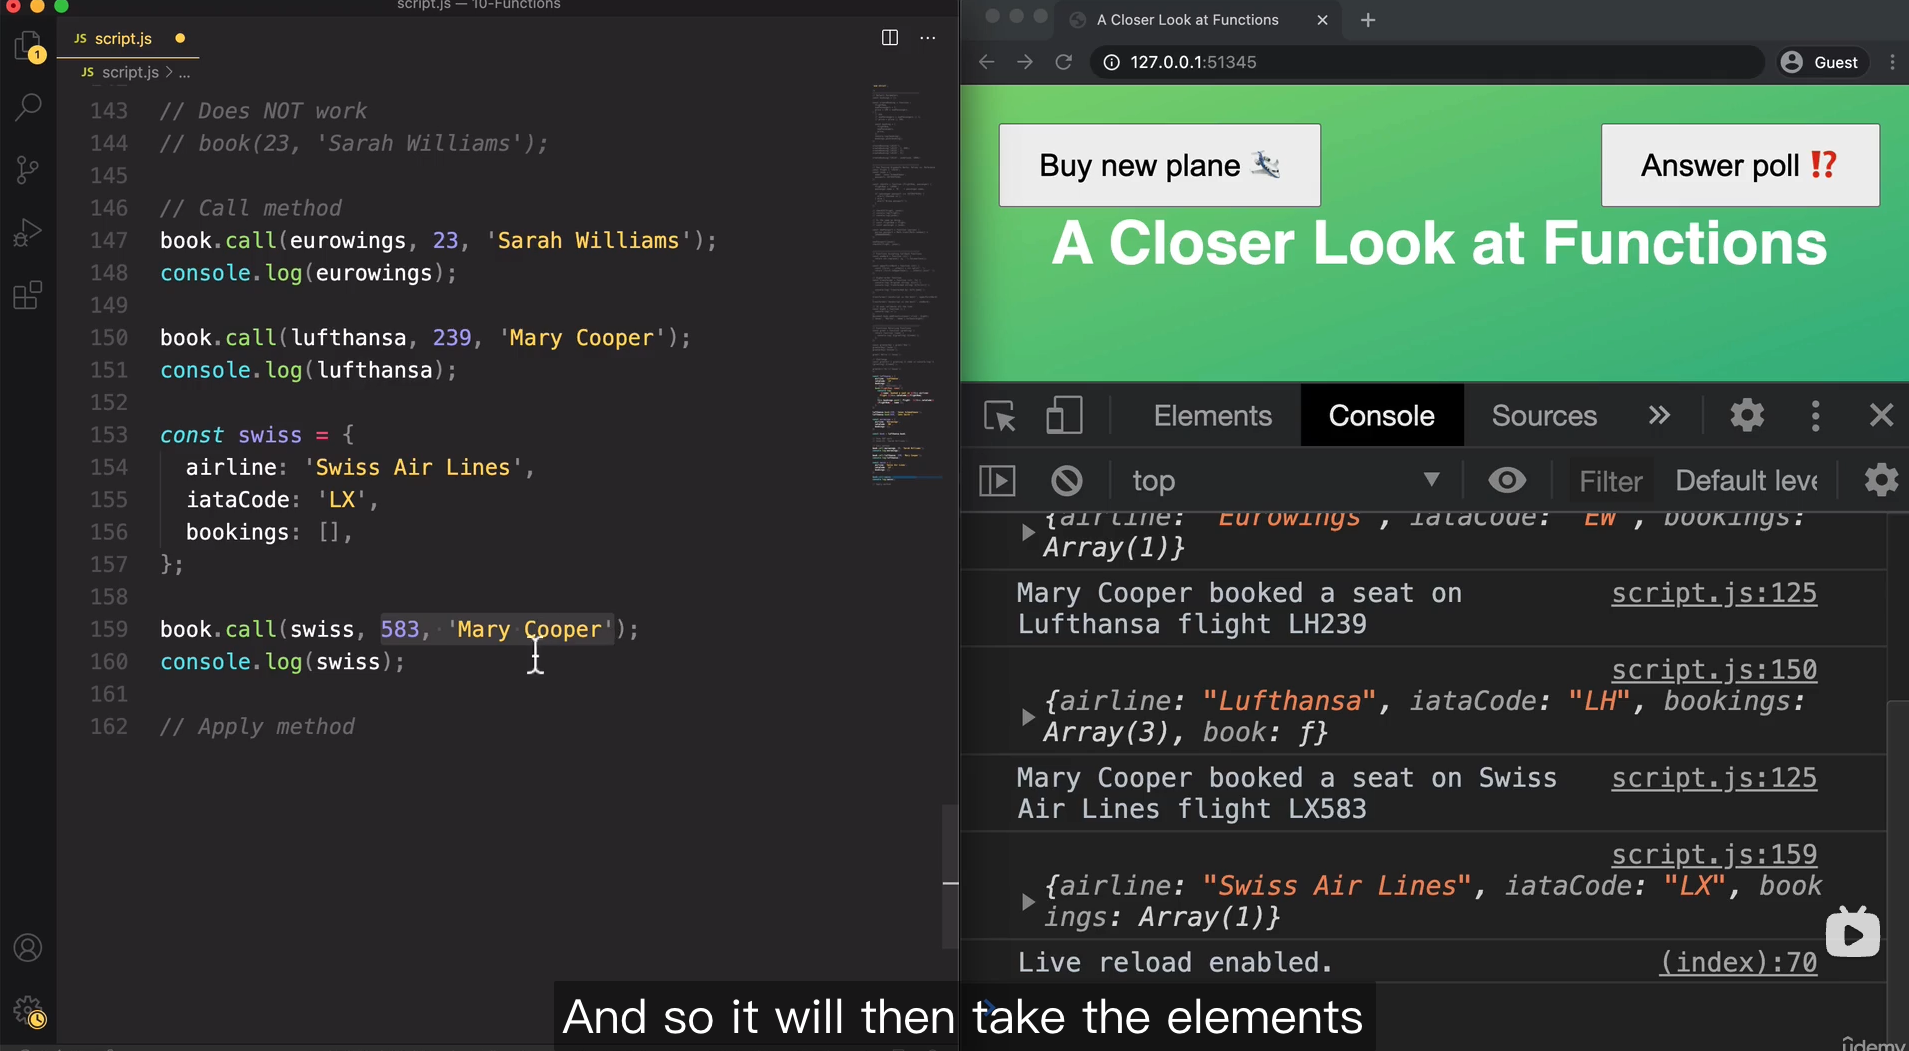 script.js — 10-Functions
JS script.js
1
JS script.js > ...
143 // Does NOT work
144 // book(23, 'Sarah Williams');
145
146 // Call method
147 book.call(eurowings, 23, 'Sarah Williams');
148 console.log(eurowings);
149
150 book.call(lufthansa, 239, 'Mary Cooper');
151 console.log(lufthansa);
152
153 const swiss = {
154 airline: 'Swiss Air Lines',
155 iataCode: 'LX',
156 bookings: [],
157 };
158
159 book.call(swiss, 583, 'Mary Cooper');
160 console.log(swiss);
161
162 // Apply method
A Closer Look at Functions
127.0.0.1:51345
Guest
Buy new plane 🛩
Answer poll ⁉️
A Closer Look at Functions
Elements Console Sources »
top Filter Default leve
{airline: "Eurowings", iataCode: "EW", bookings:
Array(1)}
Mary Cooper booked a seat on script.js:125
Lufthansa flight LH239
script.js:150
{airline: "Lufthansa", iataCode: "LH", bookings:
Array(3), book: ƒ}
Mary Cooper booked a seat on Swiss script.js:125
Air Lines flight LX583
script.js:159
{airline: "Swiss Air Lines", iataCode: "LX", book
ings: Array(1)}
Live reload enabled. (index):70
And so it will then take the elements
ûdemy